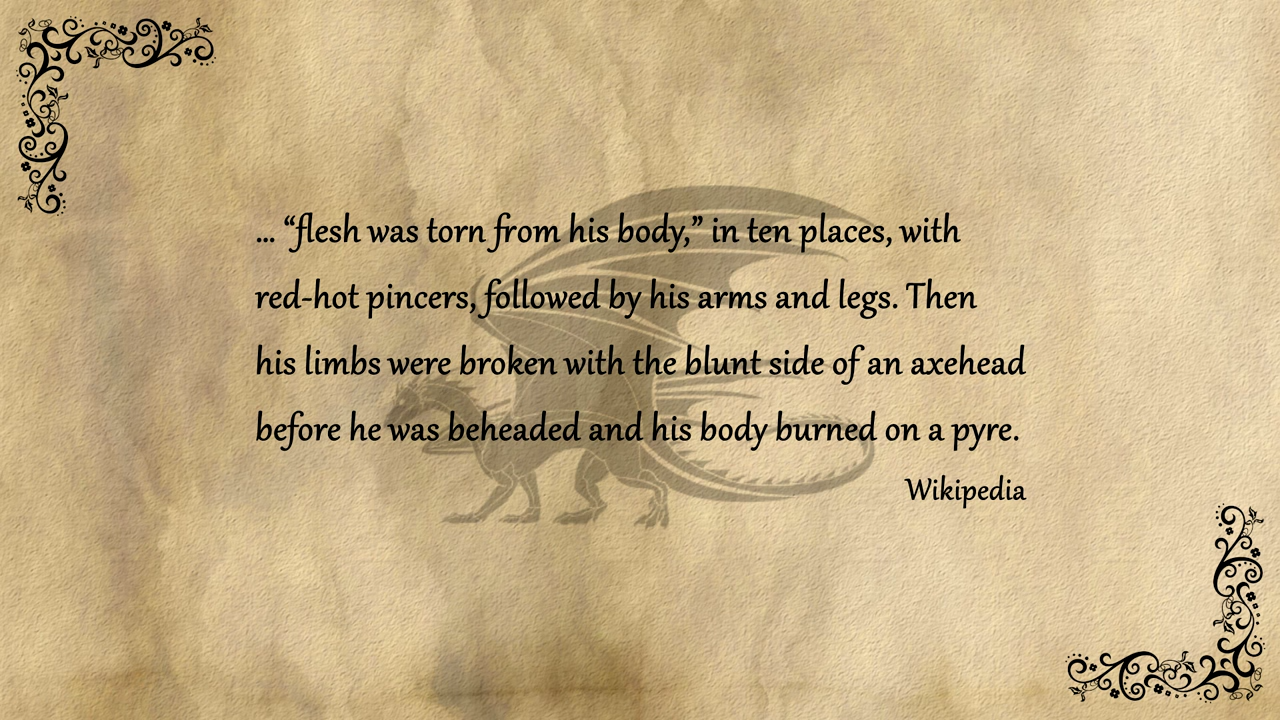 ... “flesh was torn from his body,” in ten places, with
red-hot pincers, followed by his arms and legs. Then
his limbs were broken with the blunt side of an axehead
before he was beheaded and his body burned on a pyre.
Wikipedia